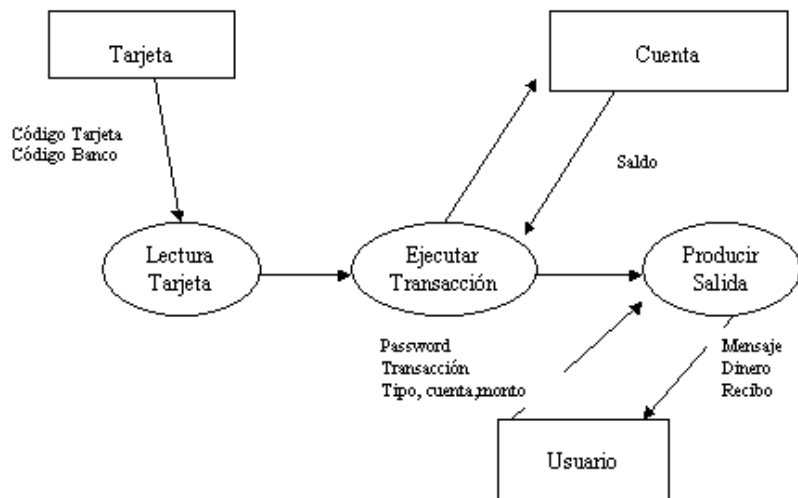 Tarjeta
Cuenta
Código Tarjeta
Código Banco
Saldo
Lectura
Tarjeta
Ejecutar
Transacción
Producir
Salida
Password
Transacción
Tipo, cuenta,monto
Mensaje
Dinero
Recibo
Usuario